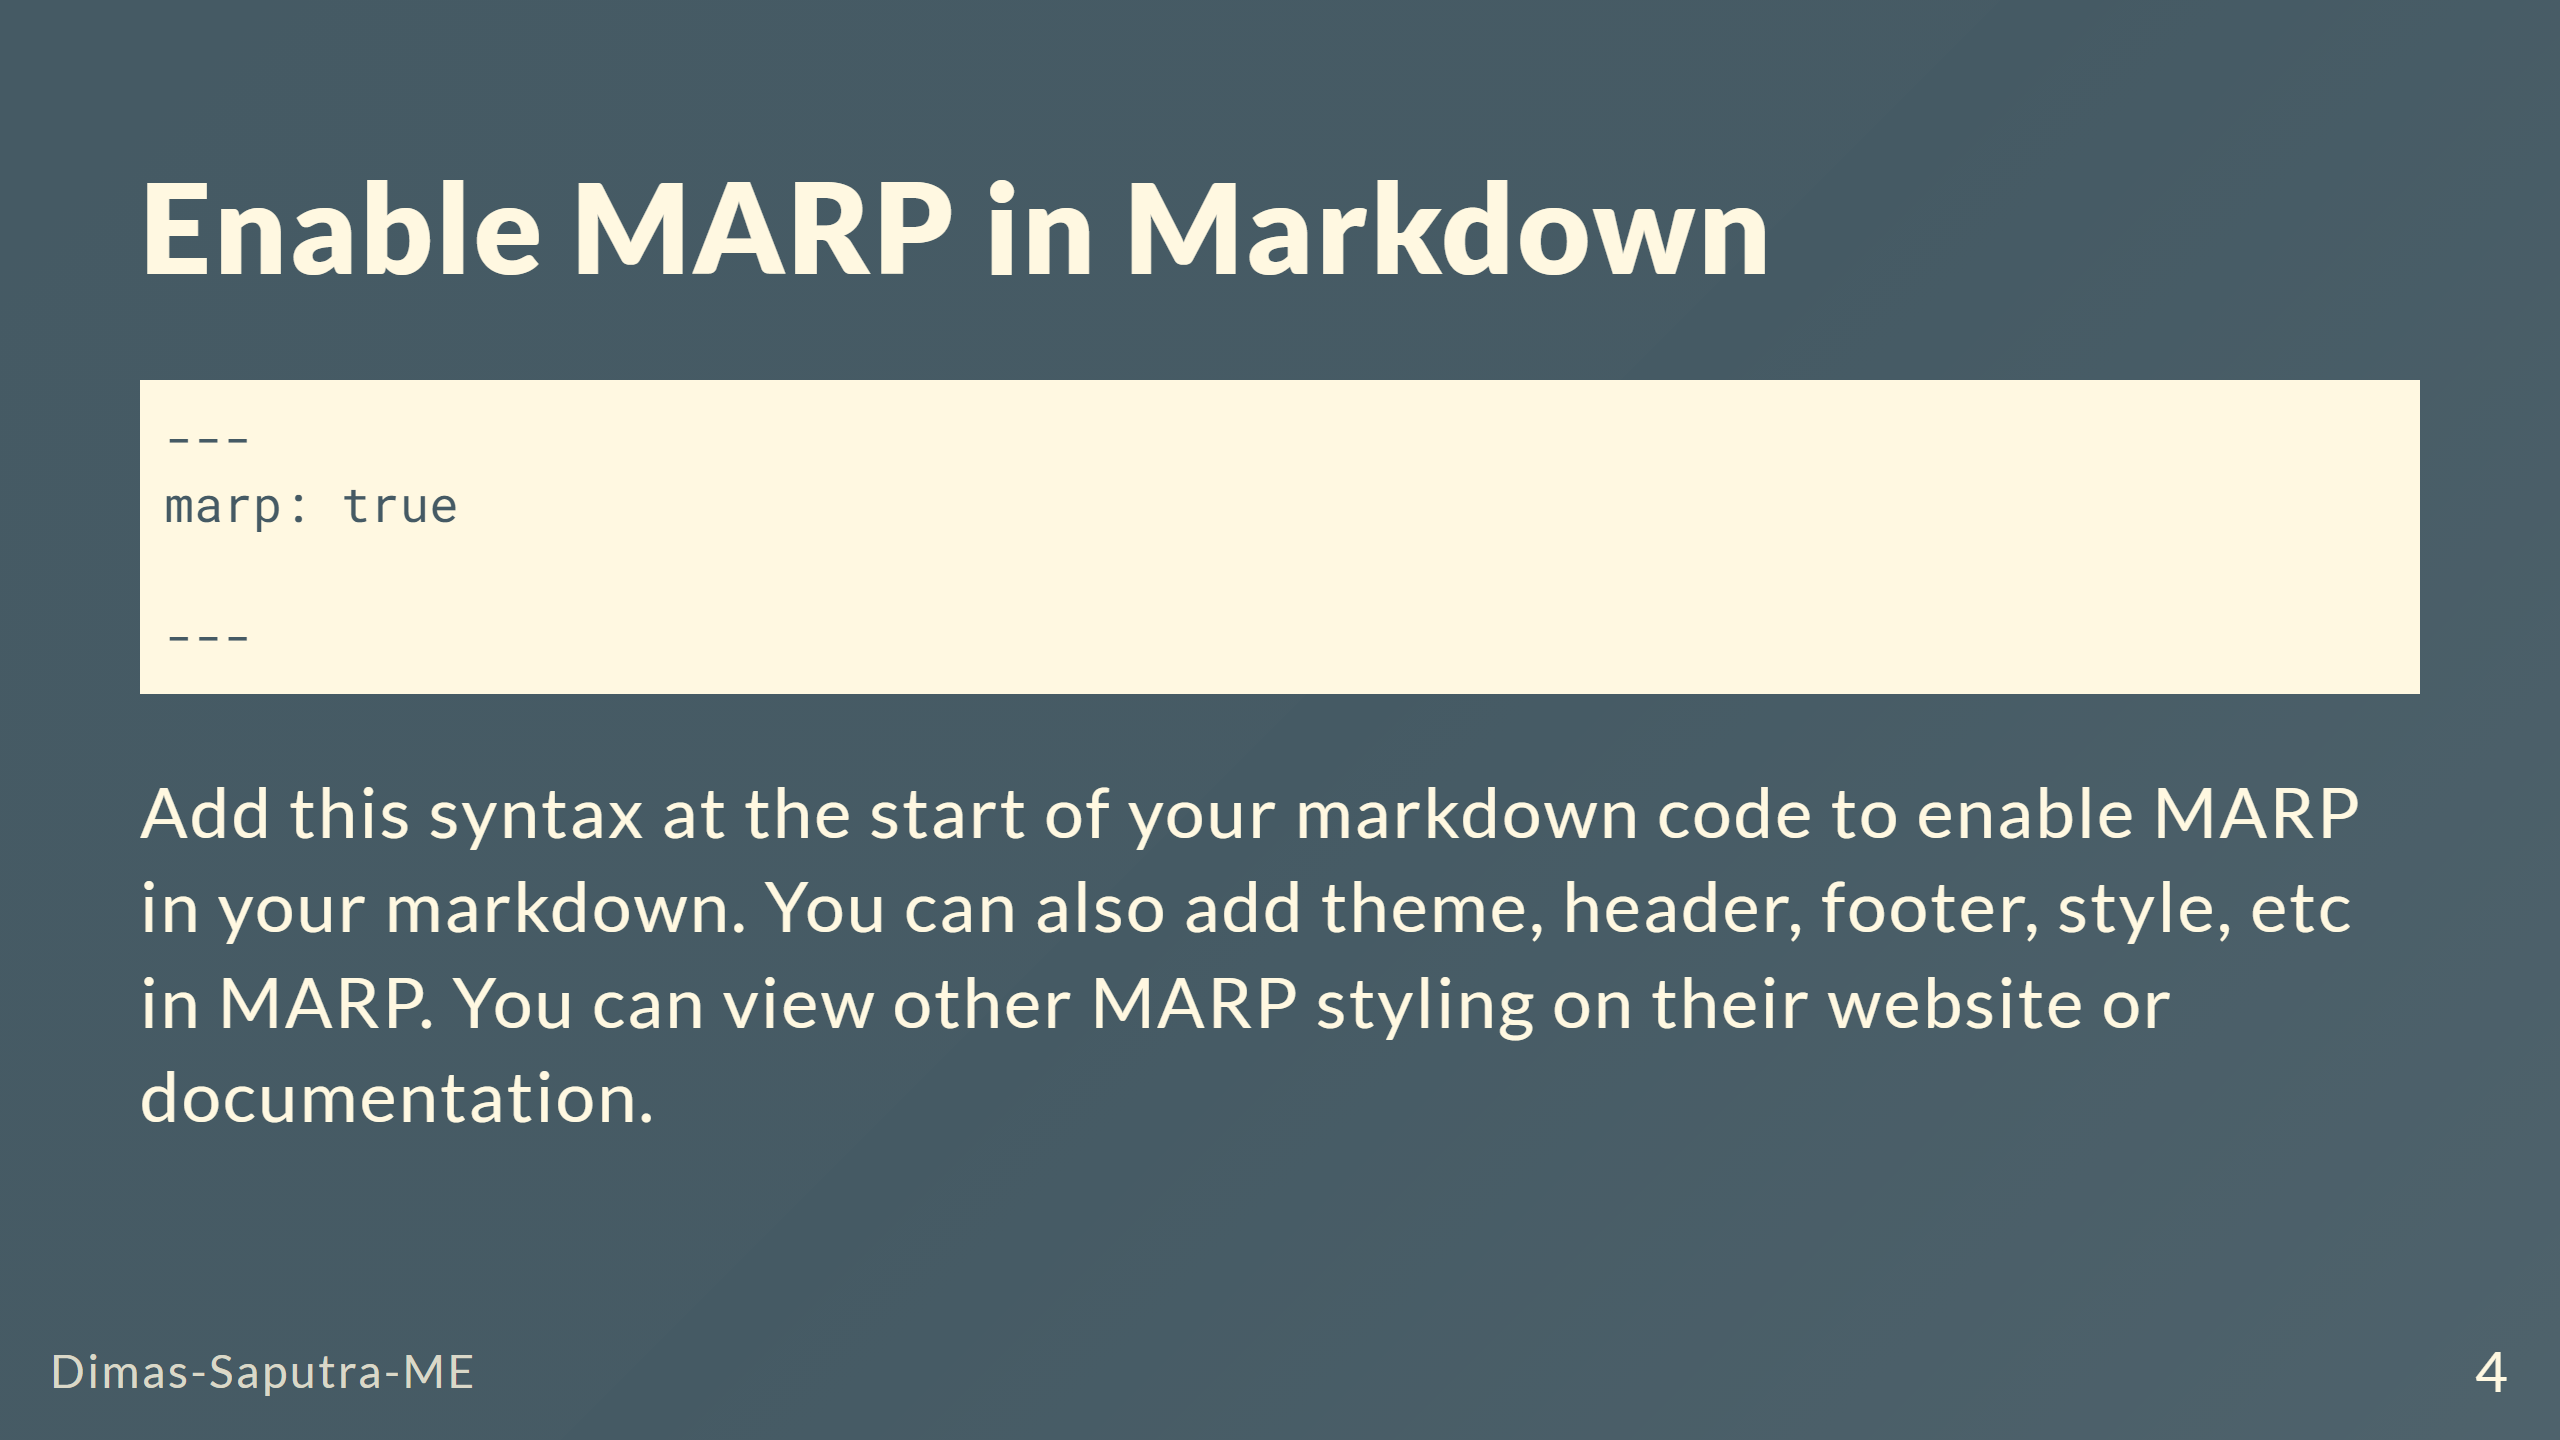 Enable MARP in Markdown
---
marp: true
---
Add this syntax at the start of your markdown code to enable MARP
in your markdown. You can also add theme, header, footer, style, etc
in MARP. You can view other MARP styling on their website or
documentation.
Dimas-Saputra-ME
4